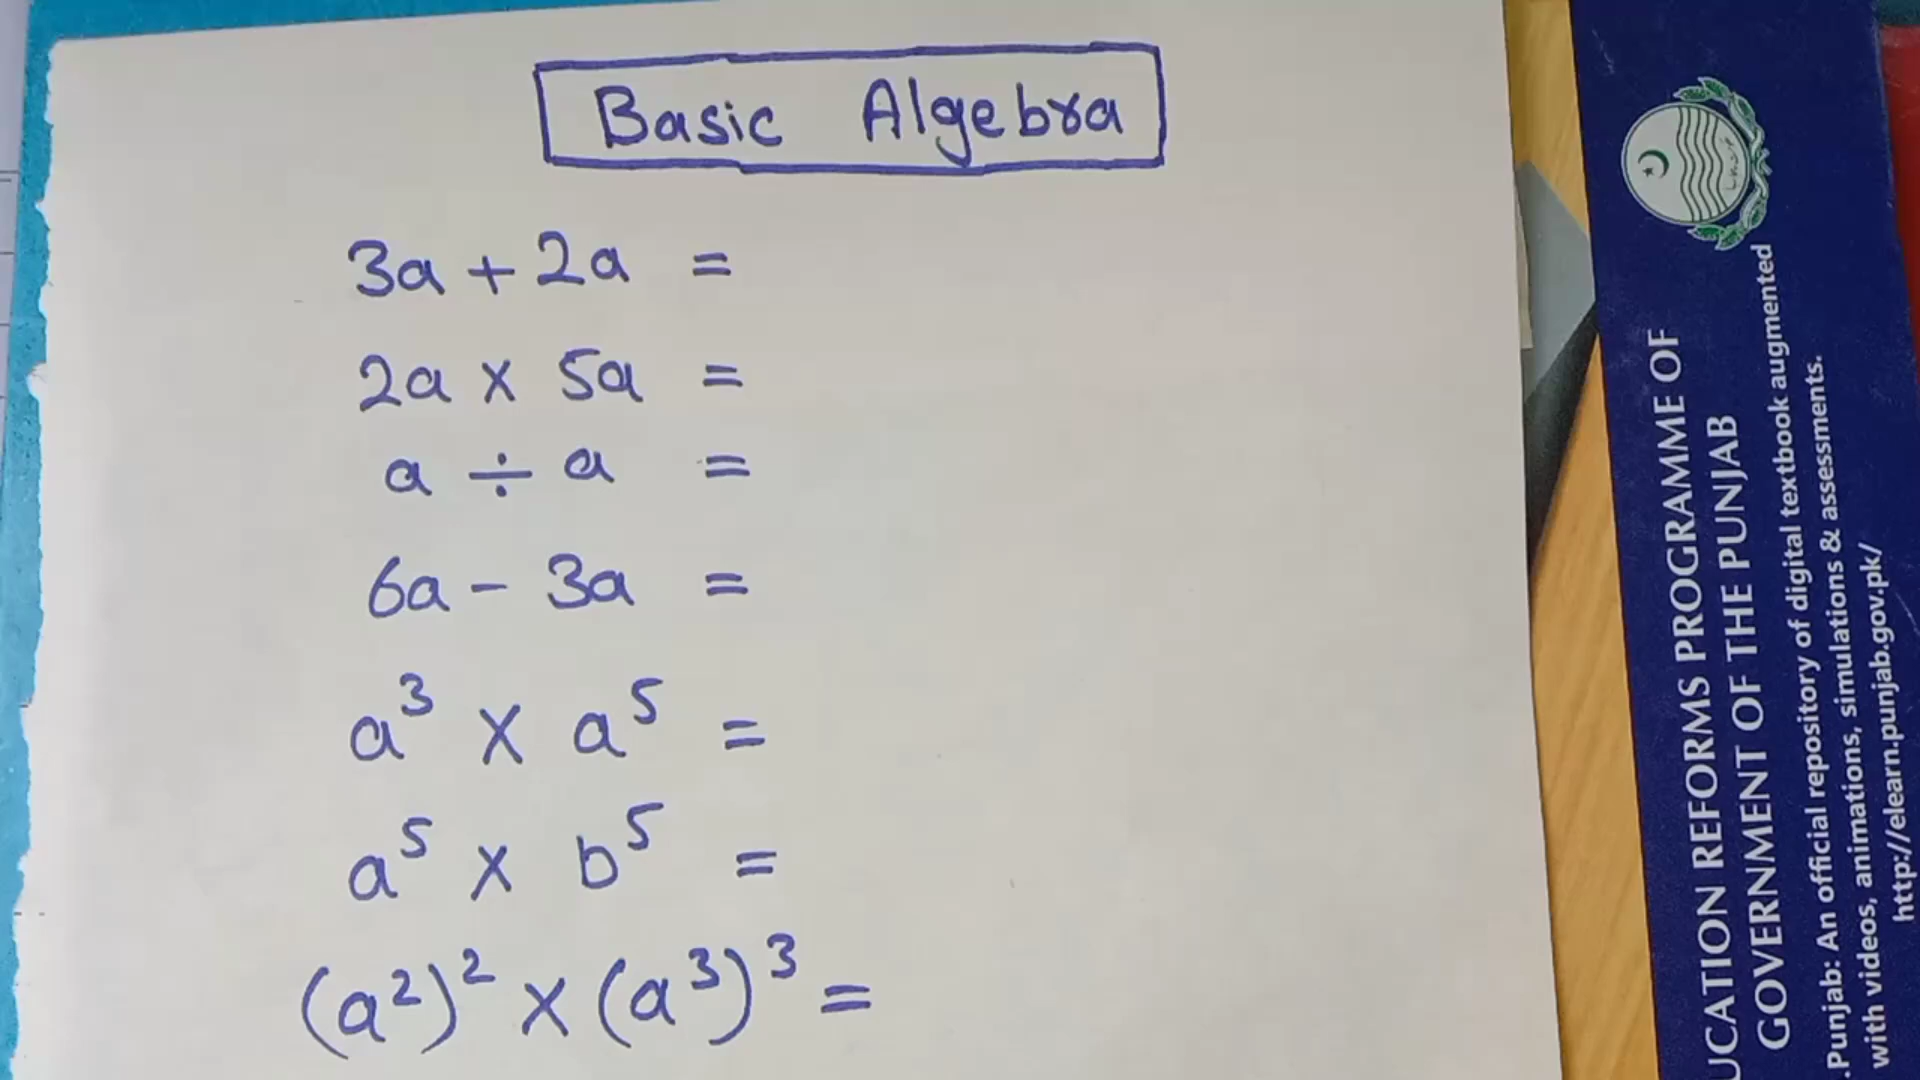 Basic Algebra
3a + 2a =
2a × 5a =
a ÷ a =
6a − 3a =
a³ × a⁵ =
a⁵ × b⁵ =
(a²)² × (a³)³ =
UCATION REFORMS PROGRAMME OF
GOVERNMENT OF THE PUNJAB
.Punjab: An official repository of digital textbook augmented
with videos, animations, simulations & assessments.
http://elearn.punjab.gov.pk/